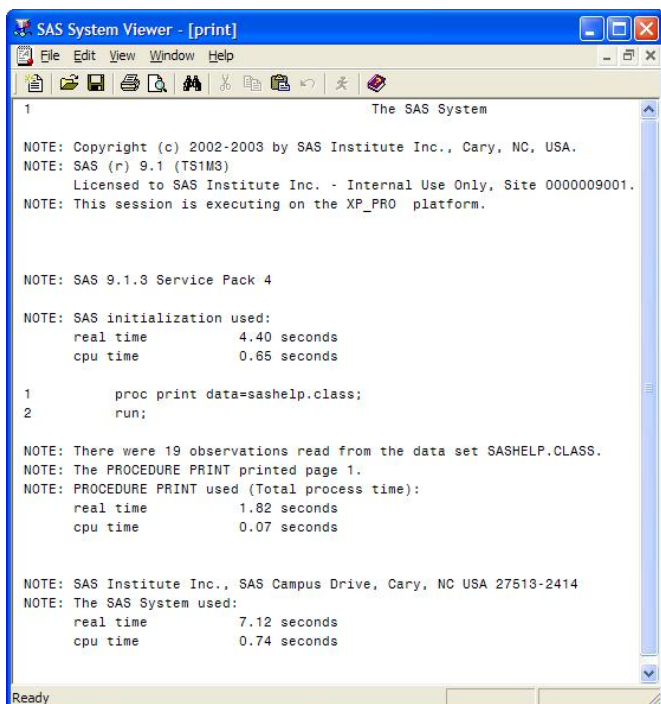 SAS System Viewer - [print]
File Edit View Window Help
1 The SAS System
NOTE: Copyright (c) 2002-2003 by SAS Institute Inc., Cary, NC, USA.
NOTE: SAS (r) 9.1 (TS1M3)
Licensed to SAS Institute Inc. - Internal Use Only, Site 0000009001.
NOTE: This session is executing on the XP_PRO platform.
NOTE: SAS 9.1.3 Service Pack 4
NOTE: SAS initialization used:
real time 4.40 seconds
cpu time 0.65 seconds
1 proc print data=sashelp.class;
2 run;
NOTE: There were 19 observations read from the data set SASHELP.CLASS.
NOTE: The PROCEDURE PRINT printed page 1.
NOTE: PROCEDURE PRINT used (Total process time):
real time 1.82 seconds
cpu time 0.07 seconds
NOTE: SAS Institute Inc., SAS Campus Drive, Cary, NC USA 27513-2414
NOTE: The SAS System used:
real time 7.12 seconds
cpu time 0.74 seconds
Ready